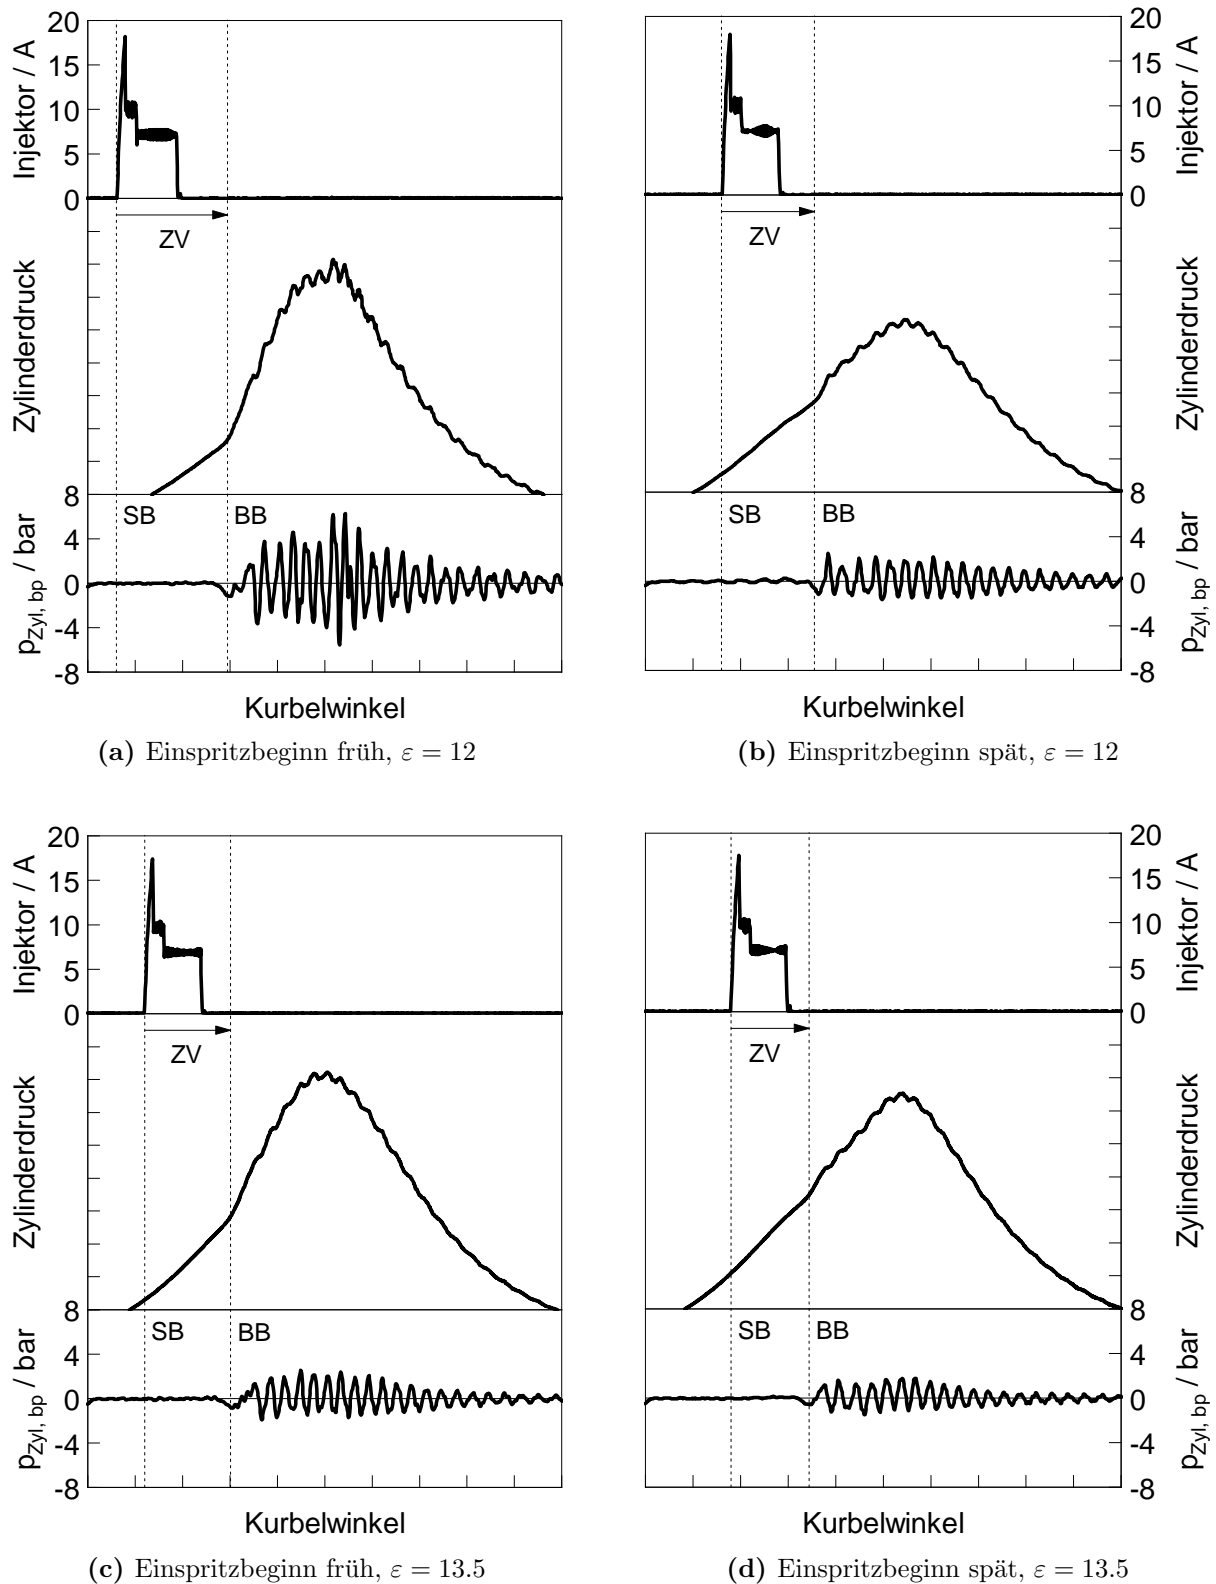 20
15
10
5
0
Injektor / A
ZV
Zylinderdruck
SB
BB
8
4
0
-4
-8
pZyl, bp / bar
Kurbelwinkel
(a) Einspritzbeginn früh, ε = 12
20
15
10
5
0
Injektor / A
ZV
Zylinderdruck
SB
BB
8
4
0
-4
-8
pZyl, bp / bar
Kurbelwinkel
(b) Einspritzbeginn spät, ε = 12
20
15
10
5
0
Injektor / A
ZV
Zylinderdruck
SB
BB
8
4
0
-4
-8
pZyl, bp / bar
Kurbelwinkel
(c) Einspritzbeginn früh, ε = 13.5
20
15
10
5
0
Injektor / A
ZV
Zylinderdruck
SB
BB
8
4
0
-4
-8
pZyl, bp / bar
Kurbelwinkel
(d) Einspritzbeginn spät, ε = 13.5